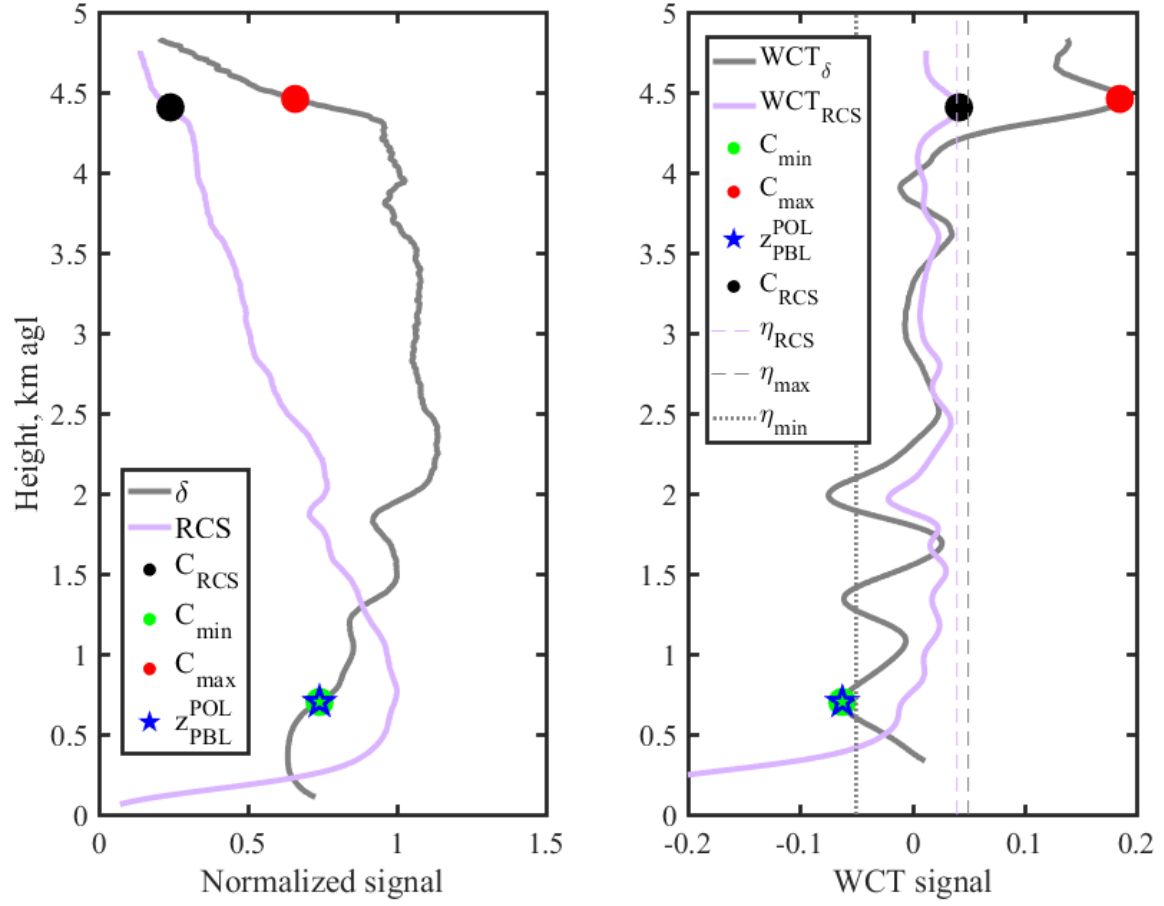 5
4.5
4
3.5
3
2.5
2
1.5
1
0.5
0
0
0.5
1
1.5
Height, km agl
Normalized signal
δ
RCS
C_RCS
C_min
C_max
z_PBL^POL
5
4.5
4
3.5
3
2.5
2
1.5
1
0.5
0
-0.2
-0.1
0
0.1
0.2
WCT signal
WCT_δ
WCT_RCS
C_min
C_max
z_PBL^POL
C_RCS
η_RCS
η_max
η_min